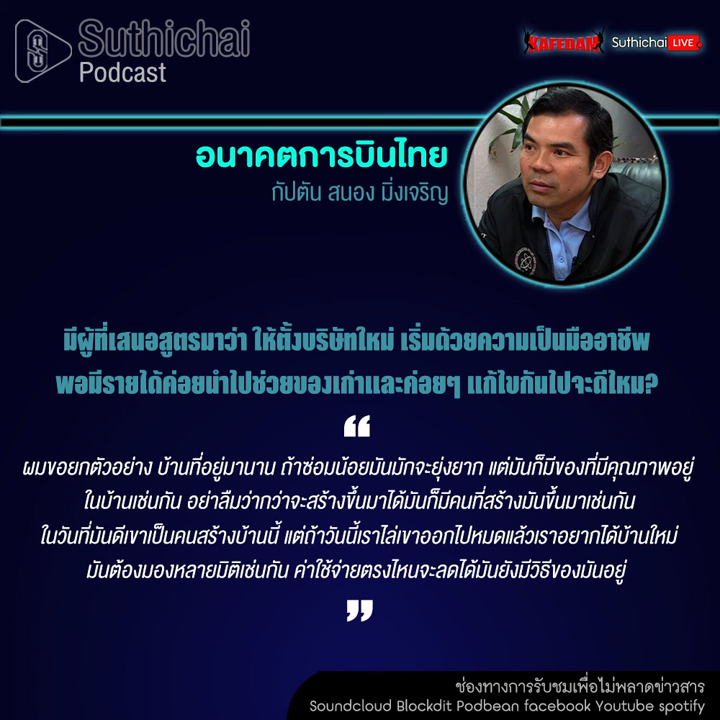 Suthichai
Podcast
KAFEDAM Suthichai LIVE
อนาคตการบินไทย
กัปตัน สนอง มิ่งเจริญ
มีผู้ที่เสนอสูตรมาว่า ให้ตั้งบริษัทใหม่ เริ่มด้วยความเป็นมืออาชีพ
พอมีรายได้ค่อยนำไปช่วยของเก่าและค่อยๆ แก้ไขกันไปจะดีไหม?
“
ผมขอยกตัวอย่าง บ้านที่อยู่มานาน ถ้าซ่อมน้อยมันมักจะยุ่งยาก แต่มันก็มีของที่มีคุณภาพอยู่
ในบ้านเช่นกัน อย่าลืมว่ากว่าจะสร้างขึ้นมาได้มันก็มีคนที่สร้างมันขึ้นมาเช่นกัน
ในวันที่มันดีเขาเป็นคนสร้างบ้านนี้ แต่ถ้าวันนี้เราไล่เขาออกไปหมดแล้วเราอยากได้บ้านใหม่
มันต้องมองหลายมิติเช่นกัน ค่าใช้จ่ายตรงไหนจะลดได้มันยังมีวิธีของมันอยู่
”
ช่องทางการรับชมเพื่อไม่พลาดข่าวสาร
Soundcloud Blockdit Podbean facebook Youtube spotify